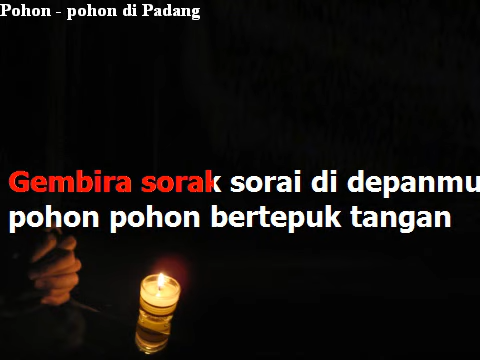 Pohon - pohon di Padang
Gembira sorak sorai di depanmu
pohon pohon bertepuk tangan